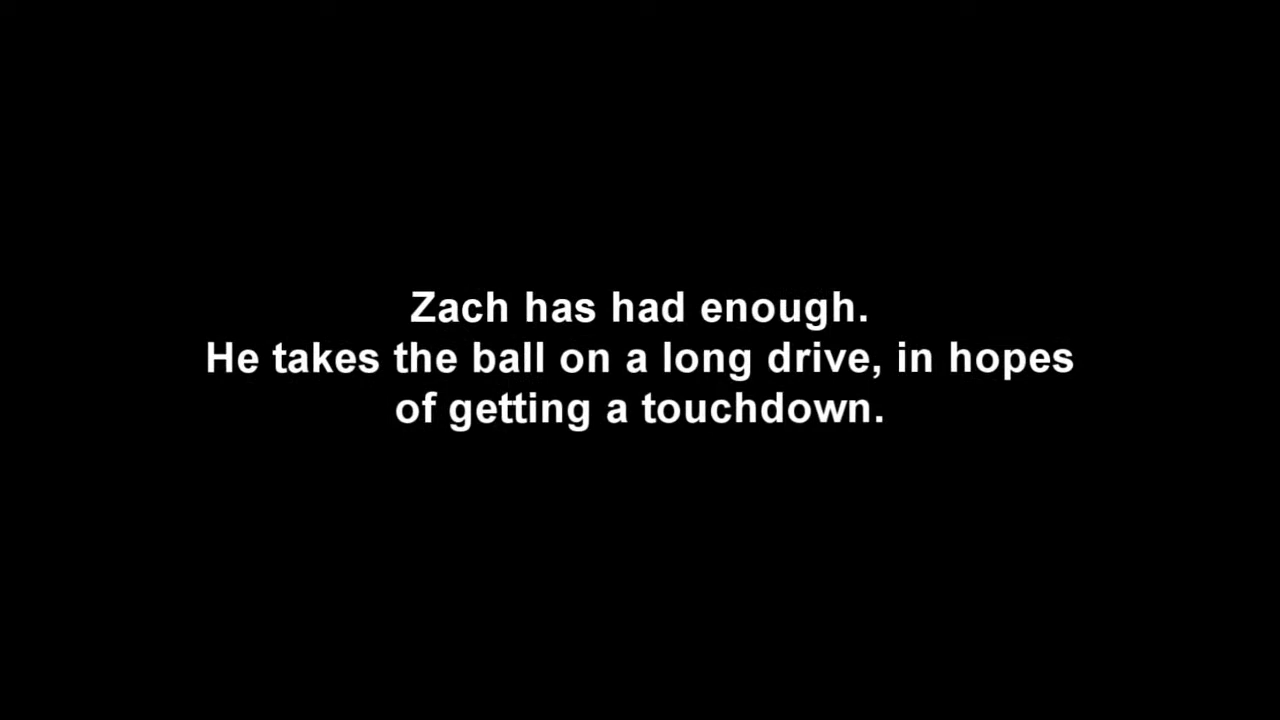 Zach has had enough.
He takes the ball on a long drive, in hopes
of getting a touchdown.